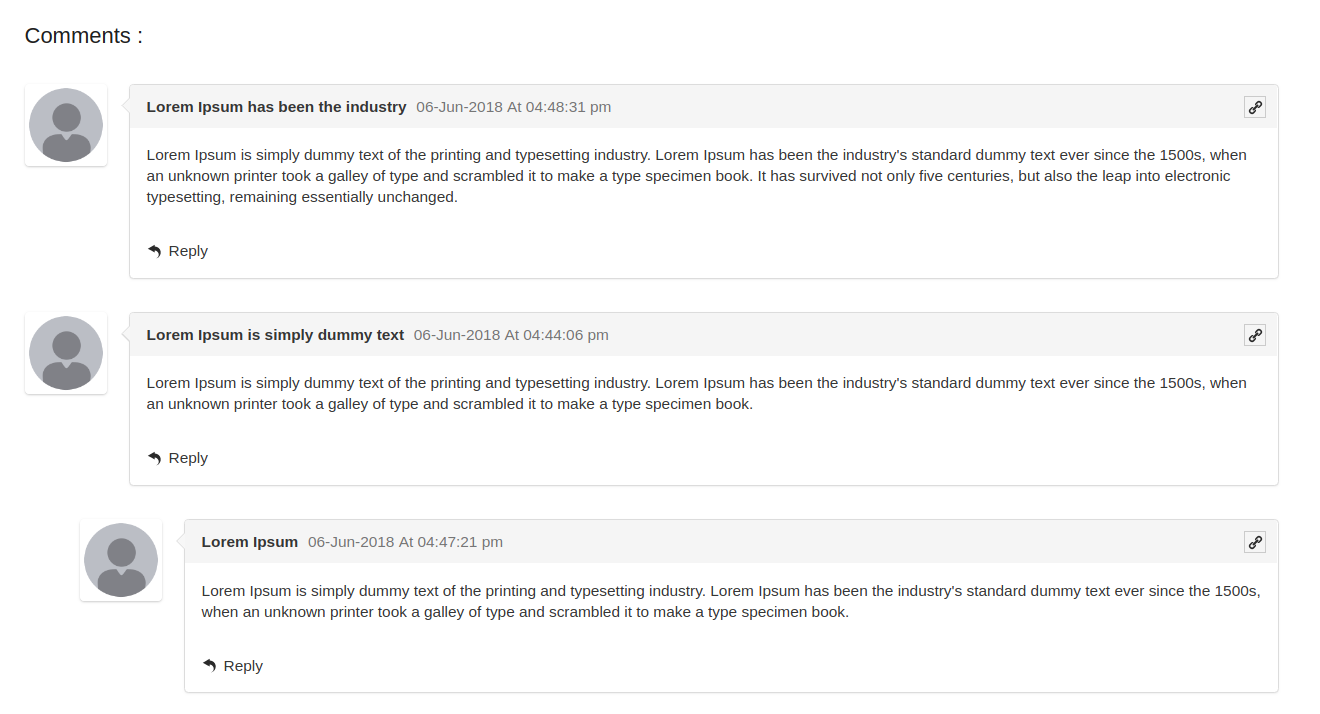 Comments :
Lorem Ipsum has been the industry 06-Jun-2018 At 04:48:31 pm
Lorem Ipsum is simply dummy text of the printing and typesetting industry. Lorem Ipsum has been the industry's standard dummy text ever since the 1500s, when
an unknown printer took a galley of type and scrambled it to make a type specimen book. It has survived not only five centuries, but also the leap into electronic
typesetting, remaining essentially unchanged.
Reply
Lorem Ipsum is simply dummy text 06-Jun-2018 At 04:44:06 pm
Lorem Ipsum is simply dummy text of the printing and typesetting industry. Lorem Ipsum has been the industry's standard dummy text ever since the 1500s, when
an unknown printer took a galley of type and scrambled it to make a type specimen book.
Reply
Lorem Ipsum 06-Jun-2018 At 04:47:21 pm
Lorem Ipsum is simply dummy text of the printing and typesetting industry. Lorem Ipsum has been the industry's standard dummy text ever since the 1500s,
when an unknown printer took a galley of type and scrambled it to make a type specimen book.
Reply